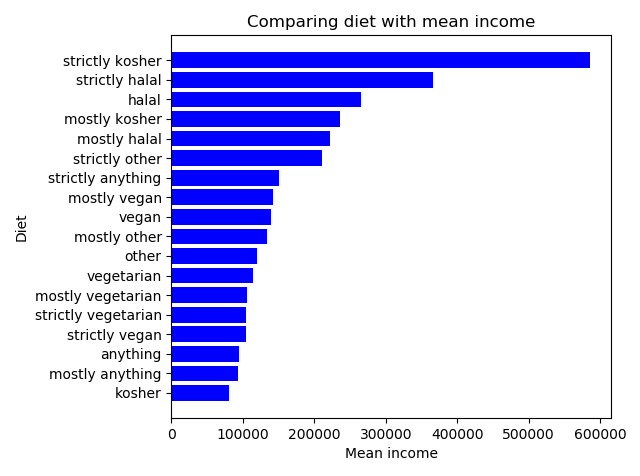 Comparing diet with mean income
strictly kosher
strictly halal
halal
mostly kosher
mostly halal
strictly other
strictly anything
mostly vegan
vegan
mostly other
other
vegetarian
mostly vegetarian
strictly vegetarian
strictly vegan
anything
mostly anything
kosher
Diet
0 100000 200000 300000 400000 500000 600000
Mean income